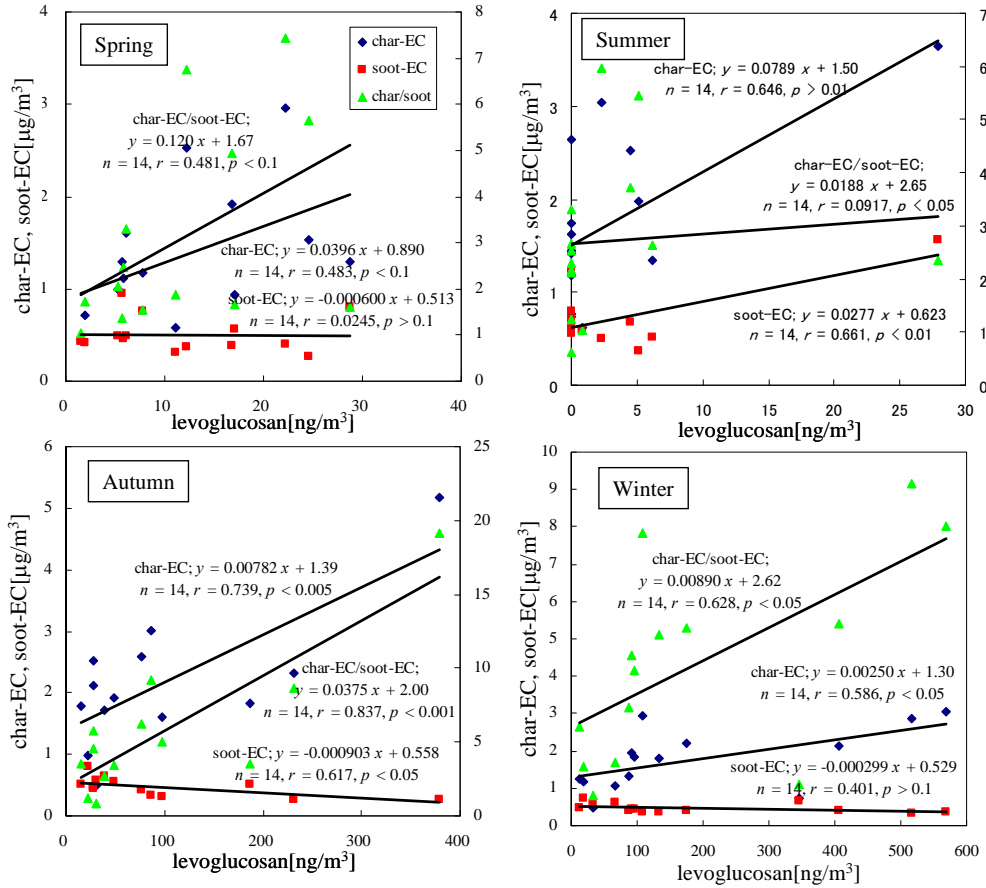 Spring
char-EC
soot-EC
char/soot
char-EC/soot-EC;
y = 0.120 x + 1.67
n = 14, r = 0.481, p < 0.1
char-EC; y = 0.0396 x + 0.890
n = 14, r = 0.483, p < 0.1
soot-EC; y = -0.000600 x + 0.513
n = 14, r = 0.0245, p > 0.1
char-EC, soot-EC[μg/m³]
4
3
2
1
0
8
7
6
5
4
3
2
1
0
0
10
20
30
40
levoglucosan[ng/m³]
Summer
char-EC; y = 0.0789 x + 1.50
n = 14, r = 0.646, p > 0.01
char-EC/soot-EC;
y = 0.0188 x + 2.65
n = 14, r = 0.0917, p < 0.05
soot-EC; y = 0.0277 x + 0.623
n = 14, r = 0.661, p < 0.01
char-EC, soot-EC[μg/m³]
4
3
2
1
0
7
6
5
4
3
2
1
0
0
5
10
15
20
25
30
levoglucosan[ng/m³]
Autumn
char-EC; y = 0.00782 x + 1.39
n = 14, r = 0.739, p < 0.005
char-EC/soot-EC;
y = 0.0375 x + 2.00
n = 14, r = 0.837, p < 0.001
soot-EC; y = -0.000903 x + 0.558
n = 14, r = 0.617, p < 0.05
char-EC, soot-EC[μg/m³]
6
5
4
3
2
1
0
25
20
15
10
5
0
0
100
200
300
400
levoglucosan[ng/m³]
Winter
char-EC/soot-EC;
y = 0.00890 x + 2.62
n = 14, r = 0.628, p < 0.05
char-EC; y = 0.00250 x + 1.30
n = 14, r = 0.586, p < 0.05
soot-EC; y = -0.000299 x + 0.529
n = 14, r = 0.401, p > 0.1
char-EC, soot-EC[μg/m³]
10
9
8
7
6
5
4
3
2
1
0
0
100
200
300
400
500
600
levoglucosan[ng/m³]